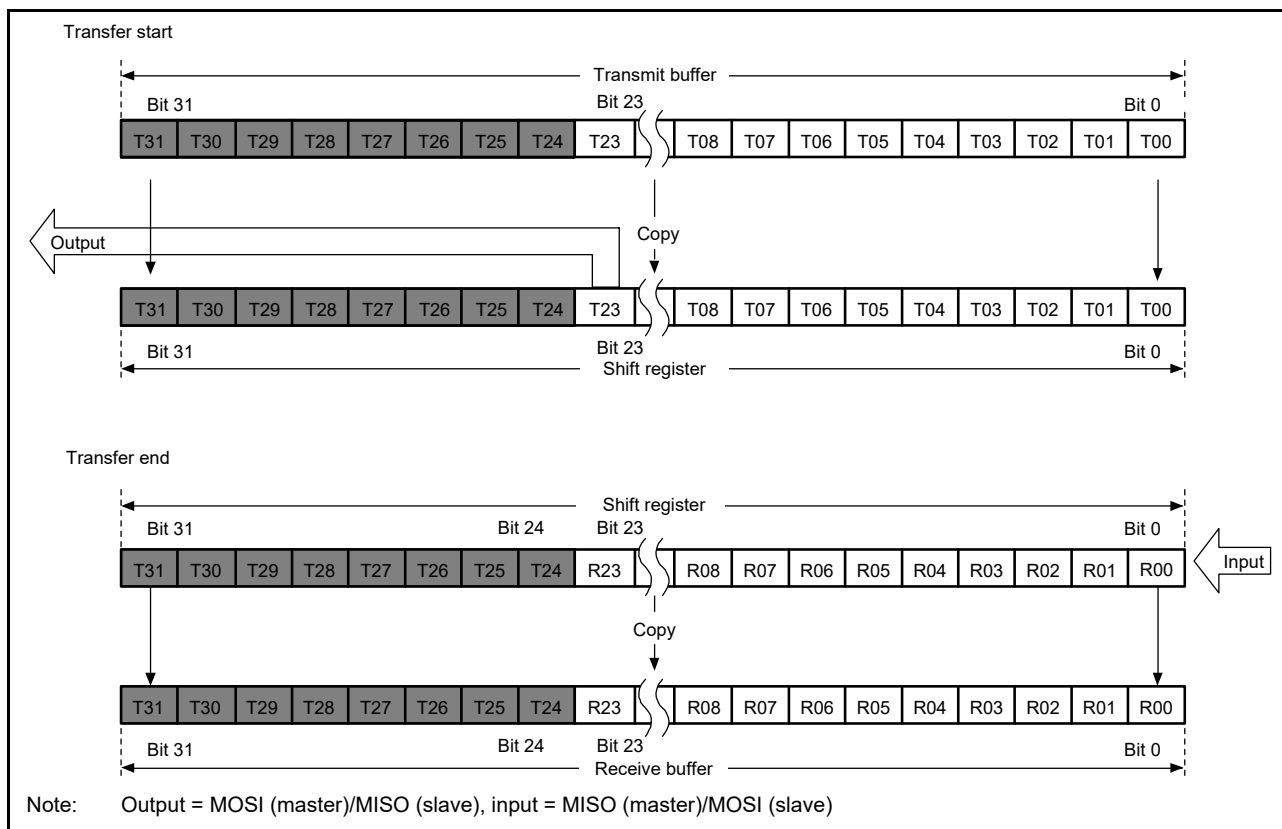 Transfer start
Transmit buffer
Bit 31 Bit 23 Bit 0
T31 T30 T29 T28 T27 T26 T25 T24 T23 T08 T07 T06 T05 T04 T03 T02 T01 T00
Output Copy
T31 T30 T29 T28 T27 T26 T25 T24 T23 T08 T07 T06 T05 T04 T03 T02 T01 T00
Bit 31 Bit 23 Bit 0
Shift register
Transfer end
Shift register
Bit 31 Bit 24 Bit 23 Bit 0
T31 T30 T29 T28 T27 T26 T25 T24 R23 R08 R07 R06 R05 R04 R03 R02 R01 R00 Input
Copy
T31 T30 T29 T28 T27 T26 T25 T24 R23 R08 R07 R06 R05 R04 R03 R02 R01 R00
Bit 31 Bit 24 Bit 23 Bit 0
Receive buffer
Note: Output = MOSI (master)/MISO (slave), input = MISO (master)/MOSI (slave)